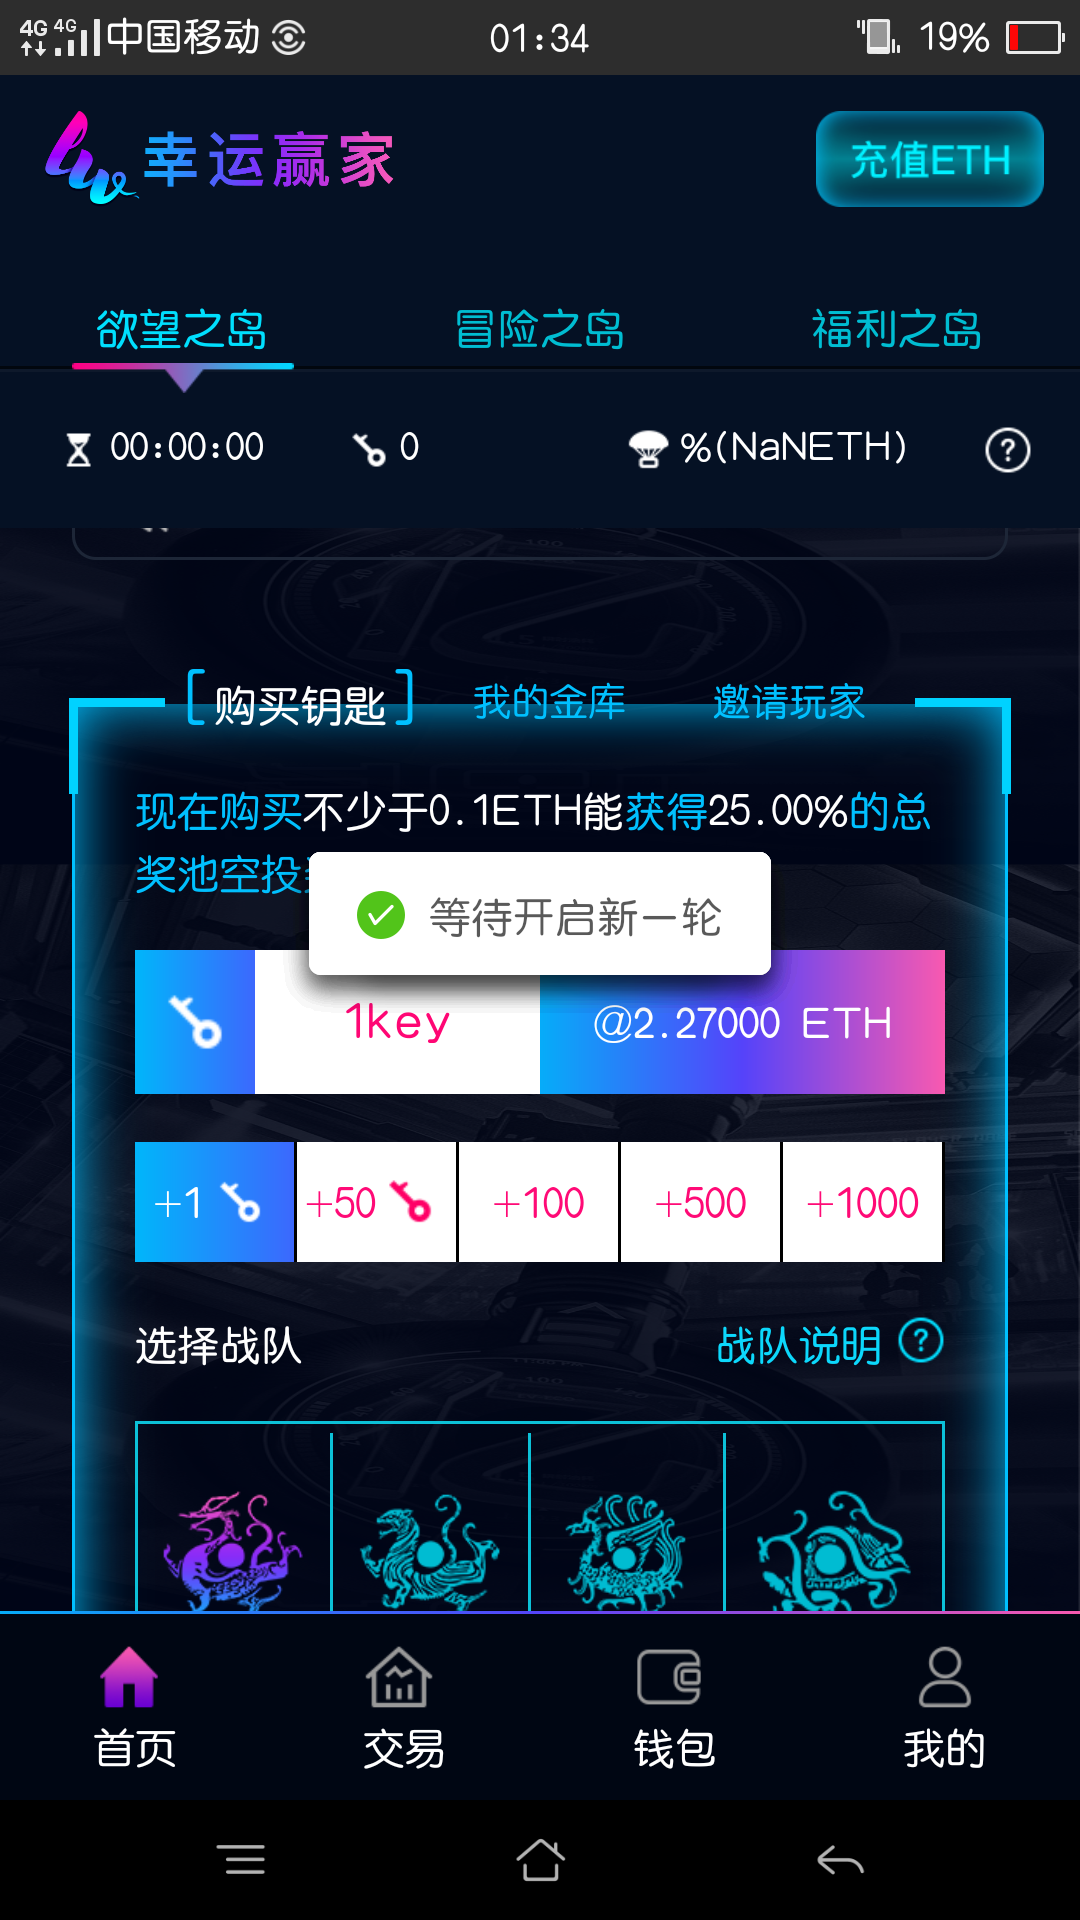 4G 4G 中国移动 01:34 19%
幸运赢家 充值ETH
欲望之岛 冒险之岛 福利之岛
00:00:00 0 %(NaNETH) ?
购买钥匙 我的金库 邀请玩家
现在购买不少于0.1ETH能获得25.00%的总
奖池空投
等待开启新一轮
1key @2.27000 ETH
+1 +50 +100 +500 +1000
选择战队 战队说明 ?
首页 交易 钱包 我的